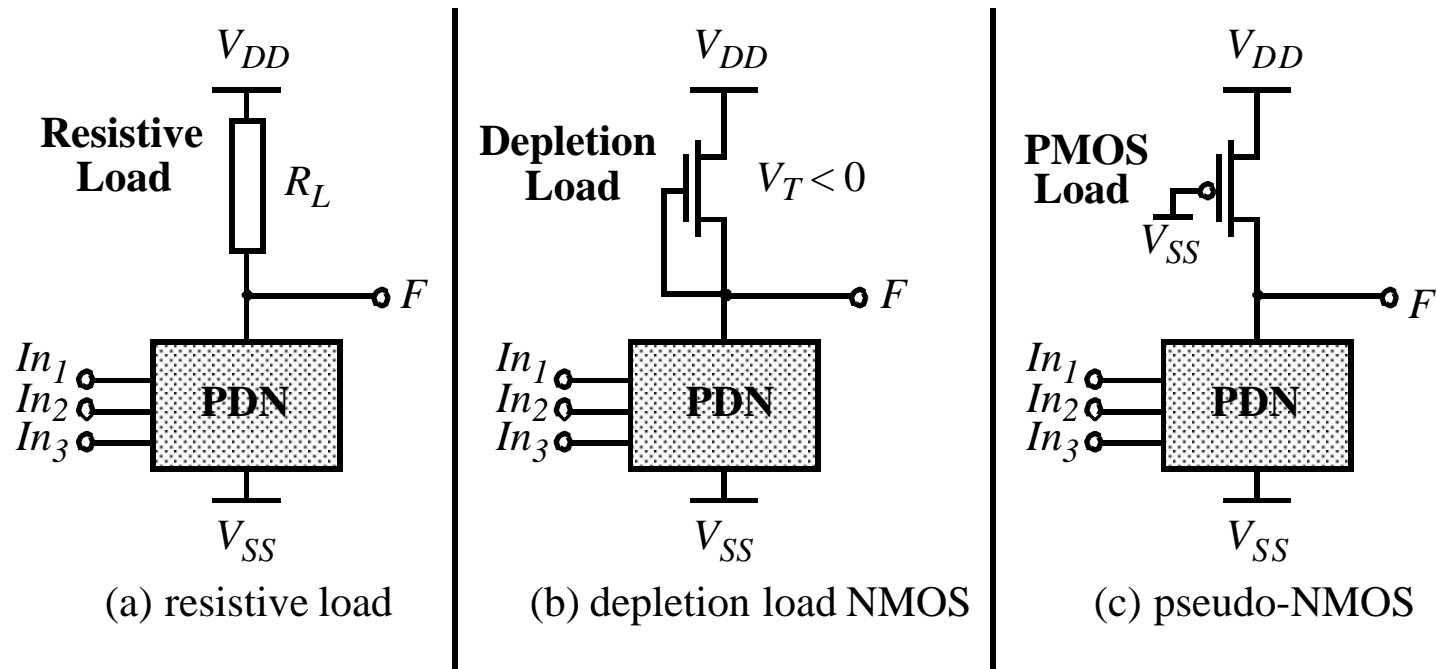 V_DD
Resistive
Load
R_L
F
In_1
In_2
In_3
PDN
V_SS
(a) resistive load
V_DD
Depletion
Load
V_T < 0
F
In_1
In_2
In_3
PDN
V_SS
(b) depletion load NMOS
V_DD
PMOS
Load
V_SS
F
In_1
In_2
In_3
PDN
V_SS
(c) pseudo-NMOS